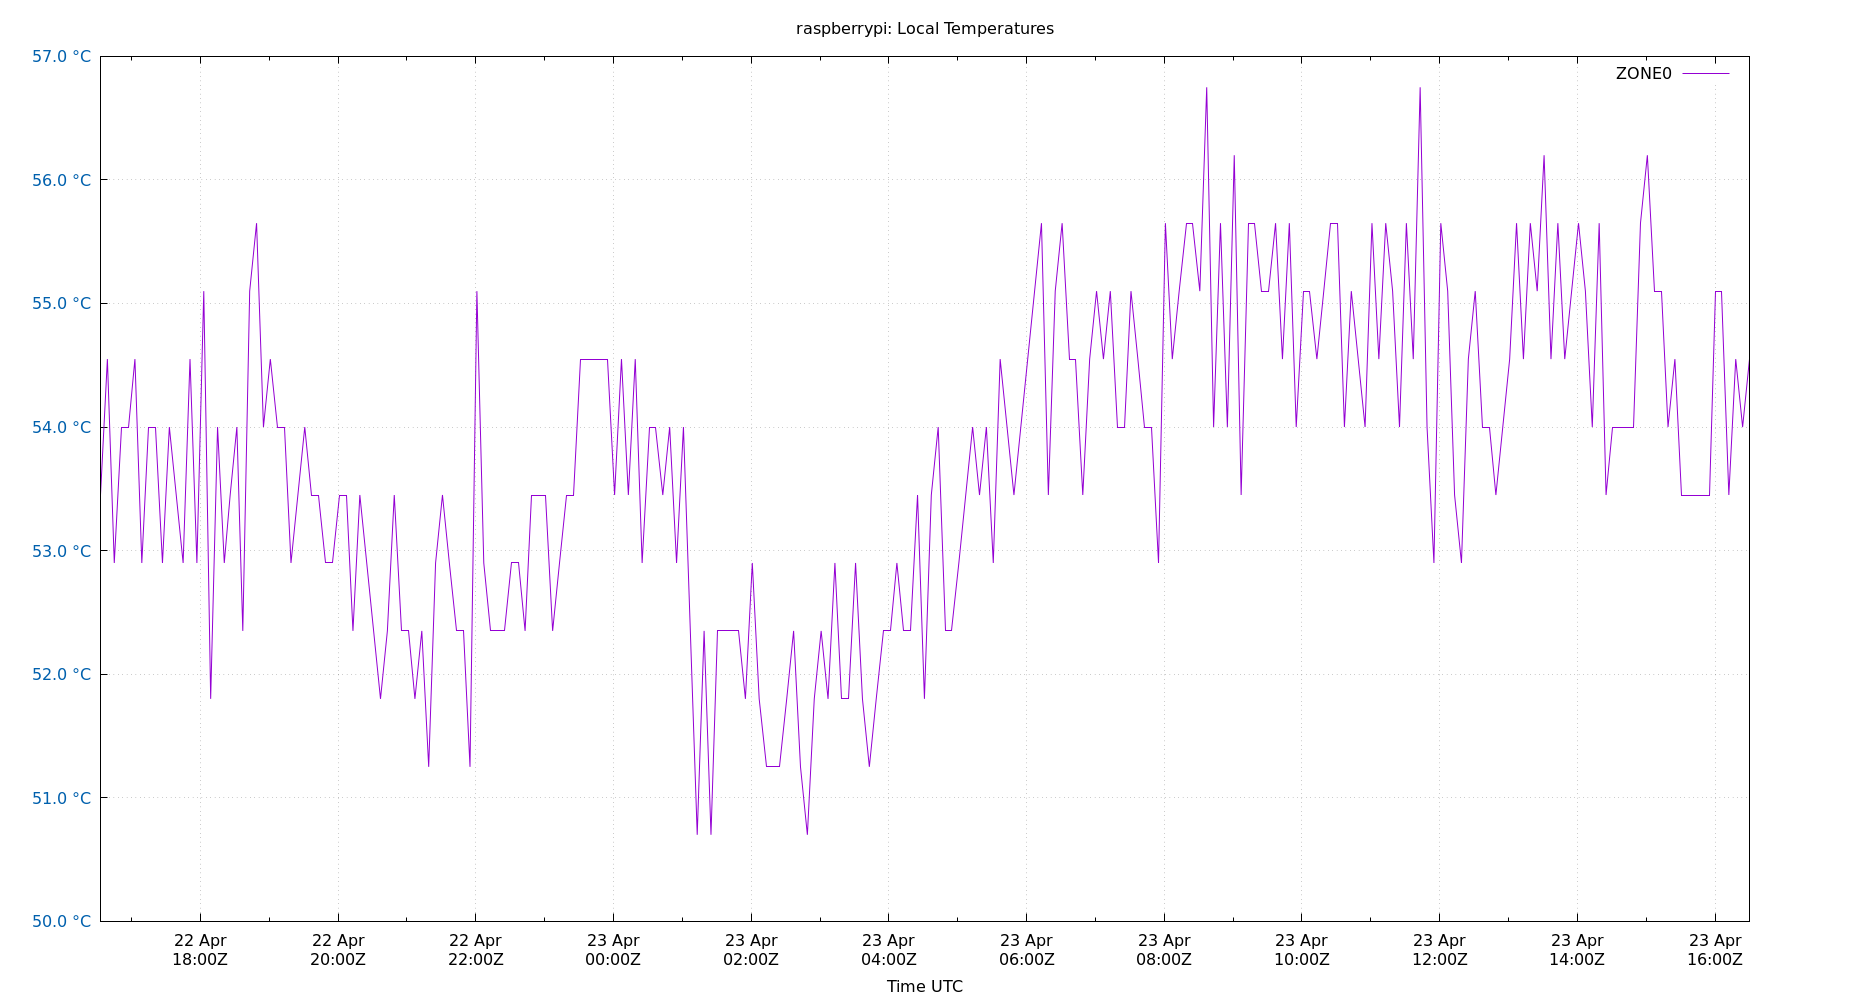 raspberrypi: Local Temperatures
ZONE0
57.0 °C
56.0 °C
55.0 °C
54.0 °C
53.0 °C
52.0 °C
51.0 °C
50.0 °C
22 Apr 22 Apr 22 Apr 23 Apr 23 Apr 23 Apr 23 Apr 23 Apr 23 Apr 23 Apr 23 Apr 23 Apr
18:00Z 20:00Z 22:00Z 00:00Z 02:00Z 04:00Z 06:00Z 08:00Z 10:00Z 12:00Z 14:00Z 16:00Z
Time UTC